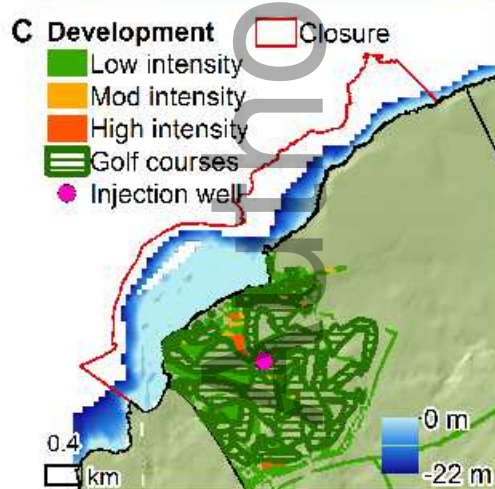 C Development
Closure
Low intensity
Mod intensity
High intensity
Golf courses
Injection well
0.4
km
0 m
-22 m